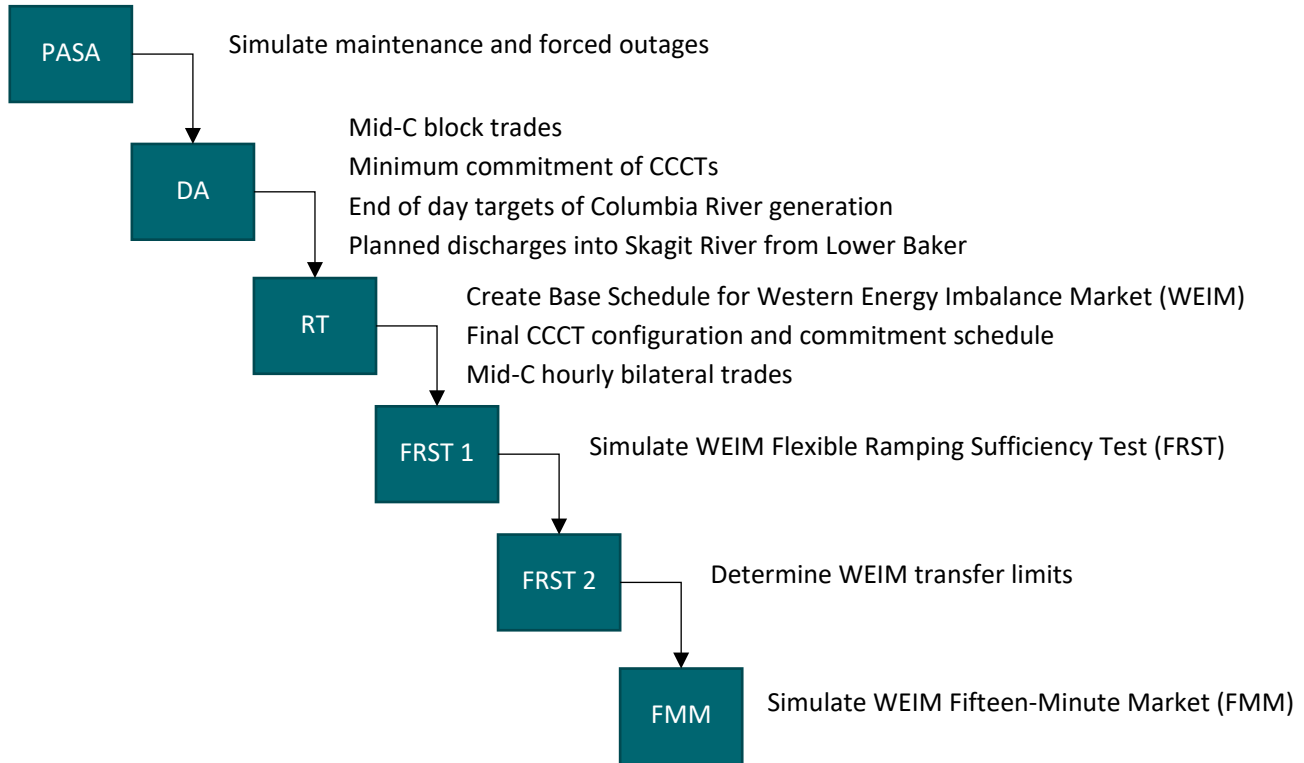 PASA
Simulate maintenance and forced outages
DA
Mid-C block trades
Minimum commitment of CCCTs
End of day targets of Columbia River generation
Planned discharges into Skagit River from Lower Baker
RT
Create Base Schedule for Western Energy Imbalance Market (WEIM)
Final CCCT configuration and commitment schedule
Mid-C hourly bilateral trades
FRST 1
Simulate WEIM Flexible Ramping Sufficiency Test (FRST)
FRST 2
Determine WEIM transfer limits
FMM
Simulate WEIM Fifteen-Minute Market (FMM)